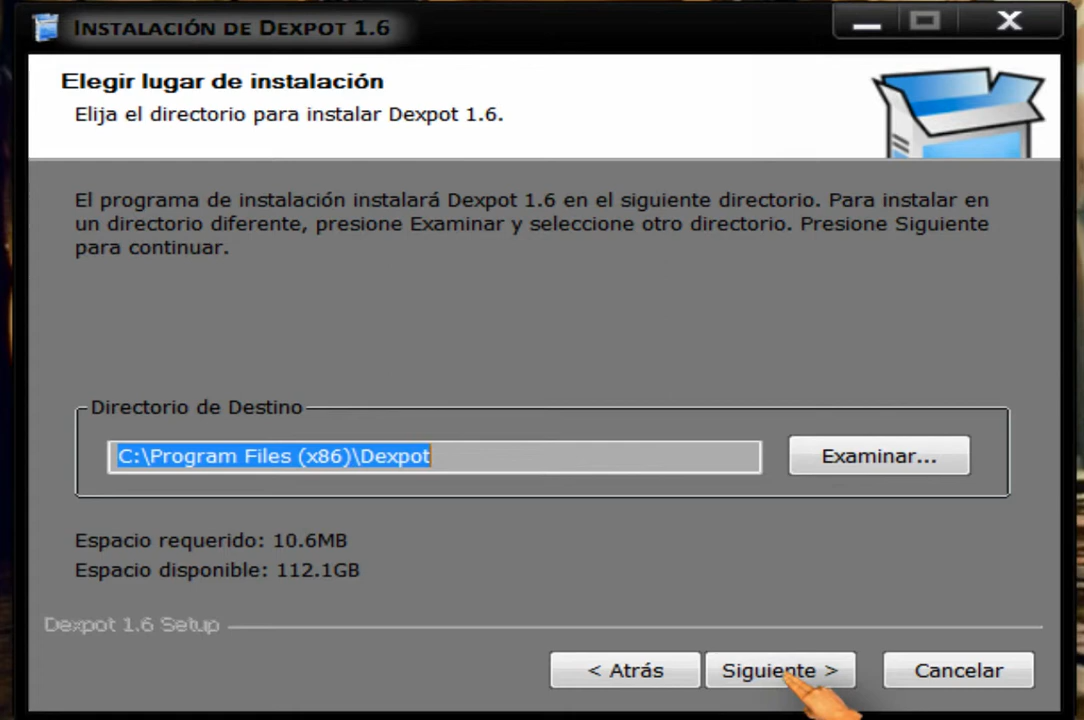 Instalación de Dexpot 1.6
Elegir lugar de instalación
Elija el directorio para instalar Dexpot 1.6.
El programa de instalación instalará Dexpot 1.6 en el siguiente directorio. Para instalar en
un directorio diferente, presione Examinar y seleccione otro directorio. Presione Siguiente
para continuar.
Directorio de Destino
C:\Program Files (x86)\Dexpot
Examinar...
Espacio requerido: 10.6MB
Espacio disponible: 112.1GB
Dexpot 1.6 Setup
< Atrás
Siguiente >
Cancelar